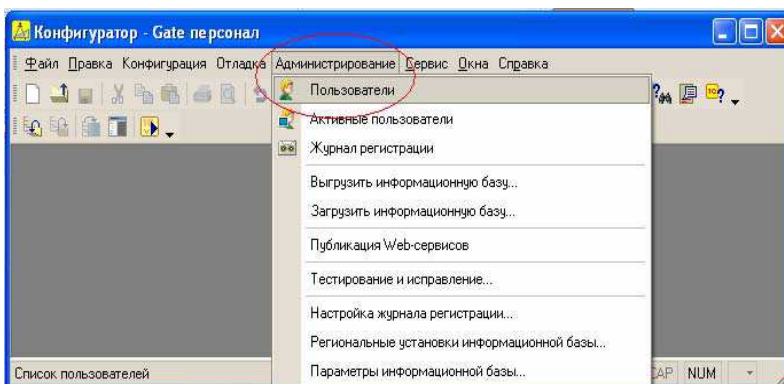 Конфигуратор - Gate персонал
Файл Правка Конфигурация Отладка Администрирование Сервис Окна Справка
Пользователи
Активные пользователи
Журнал регистрации
Выгрузить информационную базу...
Загрузить информационную базу...
Публикация Web-сервисов
Тестирование и исправление...
Настройка журнала регистрации...
Региональные установки информационной базы...
Параметры информационной базы...
Список пользователей
CAP NUM